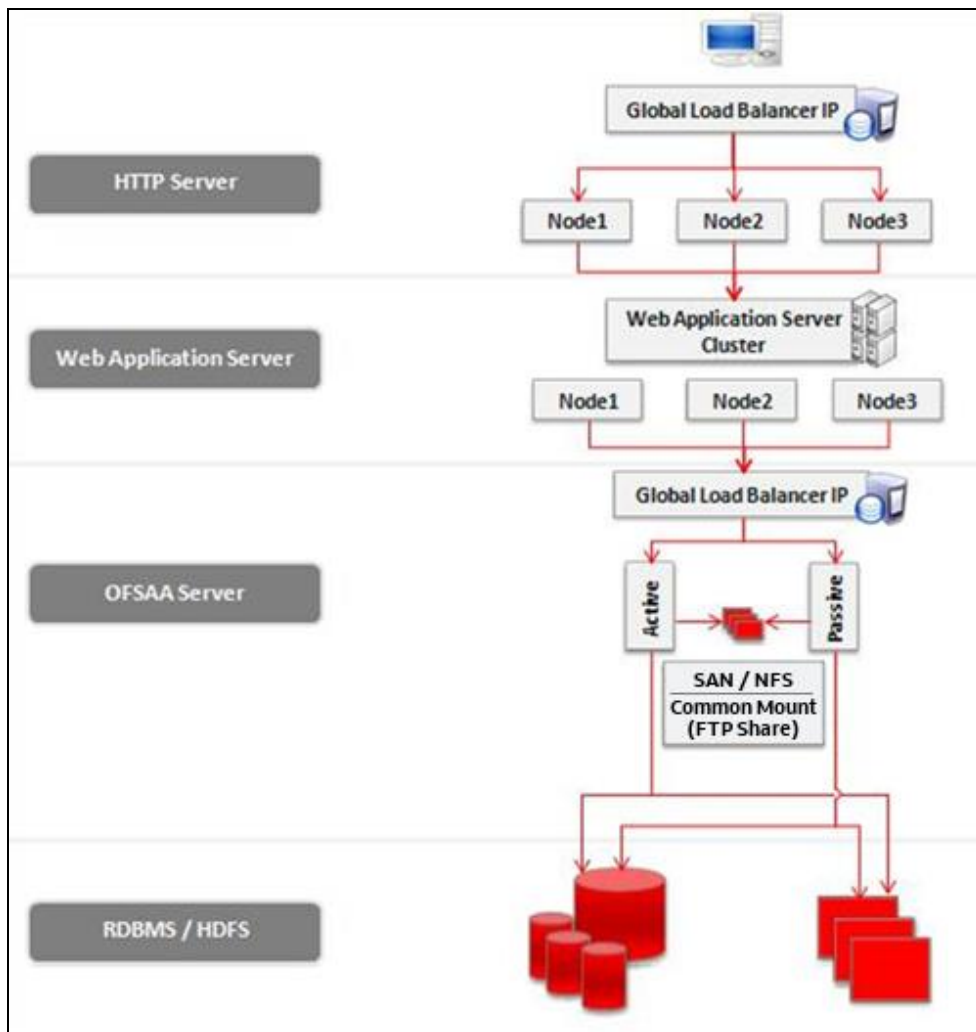 Global Load Balancer IP
HTTP Server
Node1
Node2
Node3
Web Application Server
Cluster
Web Application Server
Node1
Node2
Node3
Global Load Balancer IP
OFSAA Server
Active
Passive
SAN / NFS
Common Mount
(FTP Share)
RDBMS / HDFS